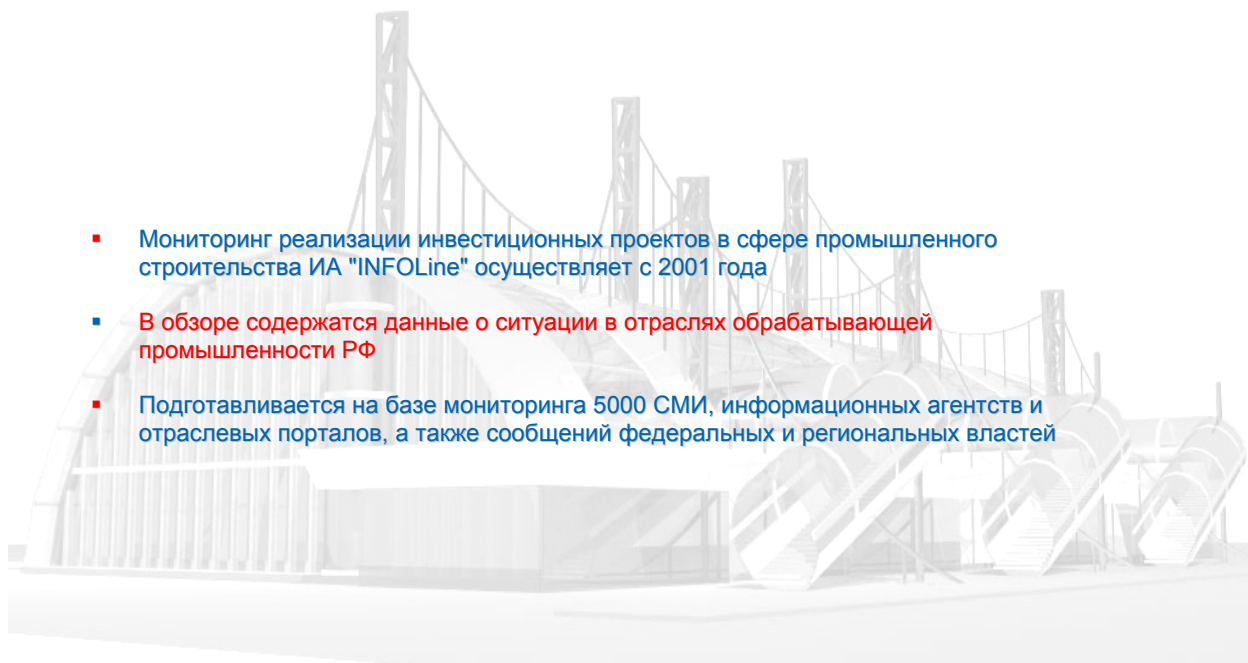 ▪ Мониторинг реализации инвестиционных проектов в сфере промышленного
строительства ИА "INFOLine" осуществляет с 2001 года
▪ В обзоре содержатся данные о ситуации в отраслях обрабатывающей
промышленности РФ
▪ Подготавливается на базе мониторинга 5000 СМИ, информационных агентств и
отраслевых порталов, а также сообщений федеральных и региональных властей